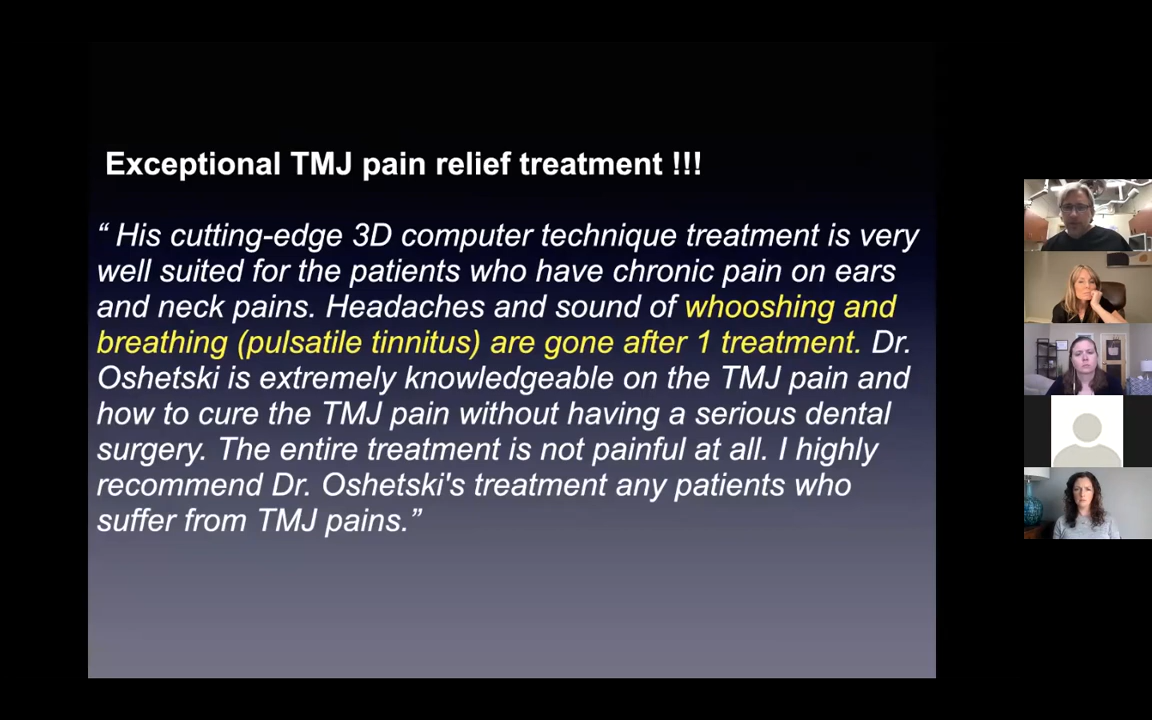 Exceptional TMJ pain relief treatment !!!
“ His cutting-edge 3D computer technique treatment is very
well suited for the patients who have chronic pain on ears
and neck pains. Headaches and sound of whooshing and
breathing (pulsatile tinnitus) are gone after 1 treatment. Dr.
Oshetski is extremely knowledgeable on the TMJ pain and
how to cure the TMJ pain without having a serious dental
surgery. The entire treatment is not painful at all. I highly
recommend Dr. Oshetski's treatment any patients who
suffer from TMJ pains.”